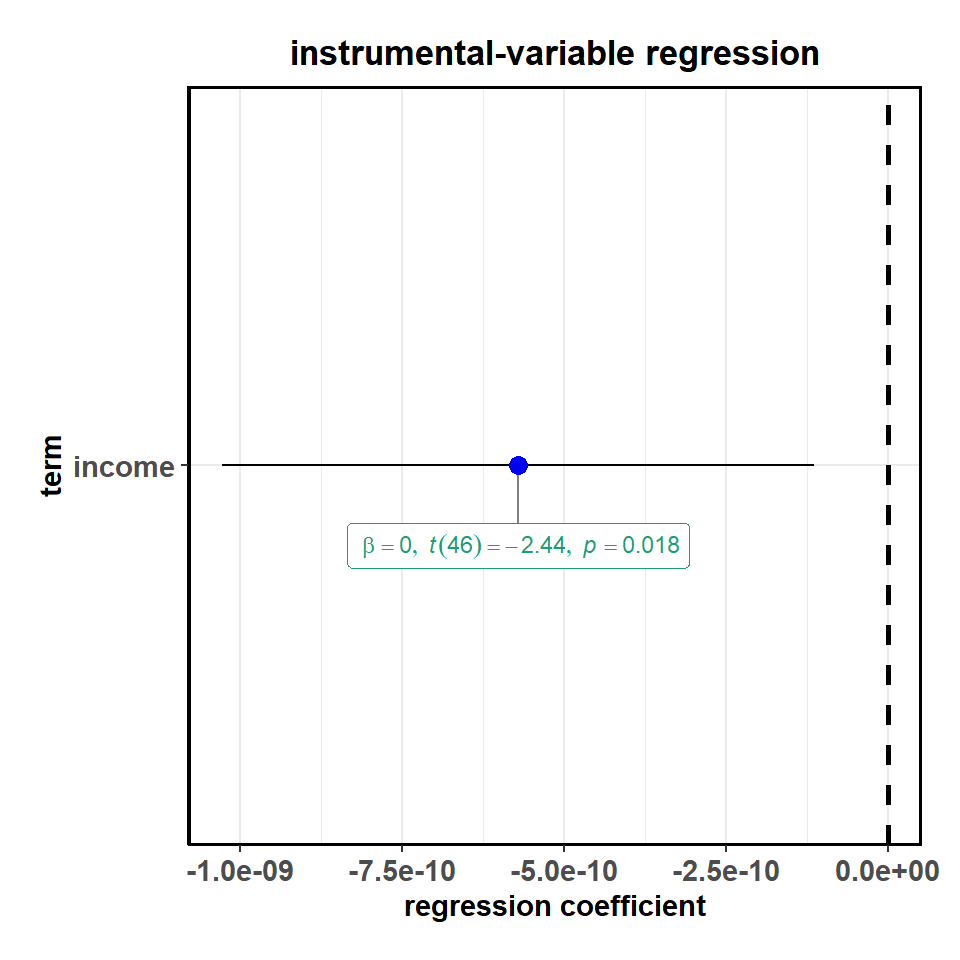 instrumental-variable regression
term
income
β = 0, t(46) = −2.44, p = 0.018
-1.0e-09 -7.5e-10 -5.0e-10 -2.5e-10 0.0e+00
regression coefficient